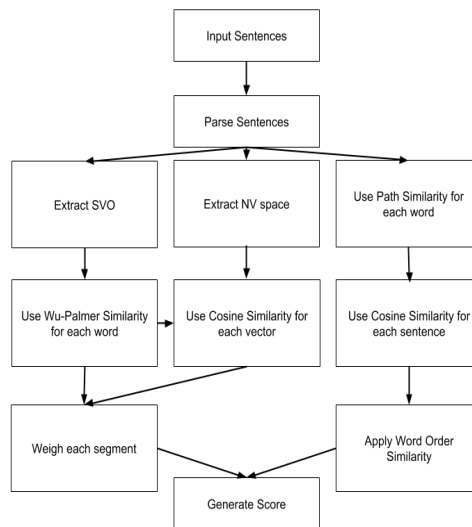 Input Sentences
Parse Sentences
Extract SVO
Extract NV space
Use Path Similarity for
each word
Use Wu-Palmer Similarity
for each word
Use Cosine Similarity for
each vector
Use Cosine Similarity for
each sentence
Weigh each segment
Apply Word Order
Similarity
Generate Score